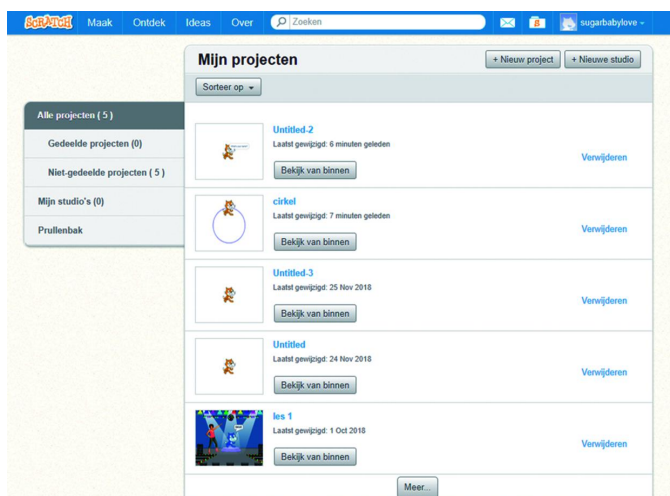 SCRATCH Maak Ontdek Ideas Over Zoeken sugarbabylove
Mijn projecten + Nieuw project + Nieuwe studio
Sorteer op
Alle projecten ( 5 )
Gedeelde projecten (0)
Niet-gedeelde projecten ( 5 )
Mijn studio's (0)
Prullenbak
Untitled-2
Laatst gewijzigd: 6 minuten geleden
Verwijderen
Bekijk van binnen
cirkel
Laatst gewijzigd: 7 minuten geleden
Verwijderen
Bekijk van binnen
Untitled-3
Laatst gewijzigd: 25 Nov 2018
Verwijderen
Bekijk van binnen
Untitled
Laatst gewijzigd: 24 Nov 2018
Verwijderen
Bekijk van binnen
les 1
Laatst gewijzigd: 1 Oct 2018
Verwijderen
Bekijk van binnen
Meer...